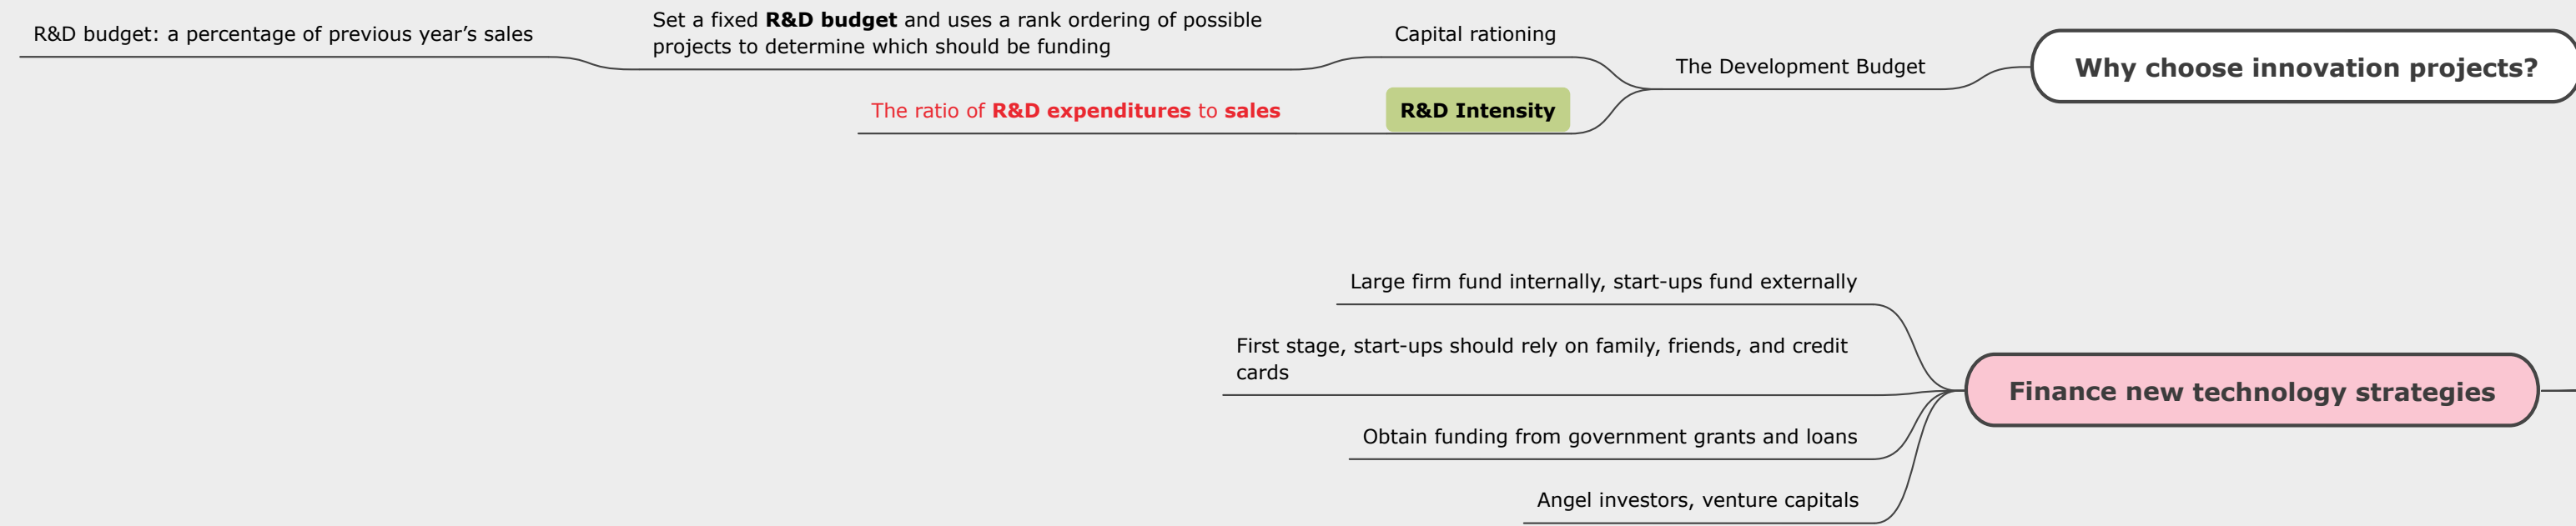 Why choose innovation projects?
The Development Budget
Capital rationing
Set a fixed R&D budget and uses a rank ordering of possible
projects to determine which should be funding
R&D budget: a percentage of previous year’s sales
R&D Intensity
The ratio of R&D expenditures to sales
Finance new technology strategies
Large firm fund internally, start-ups fund externally
First stage, start-ups should rely on family, friends, and credit
cards
Obtain funding from government grants and loans
Angel investors, venture capitals